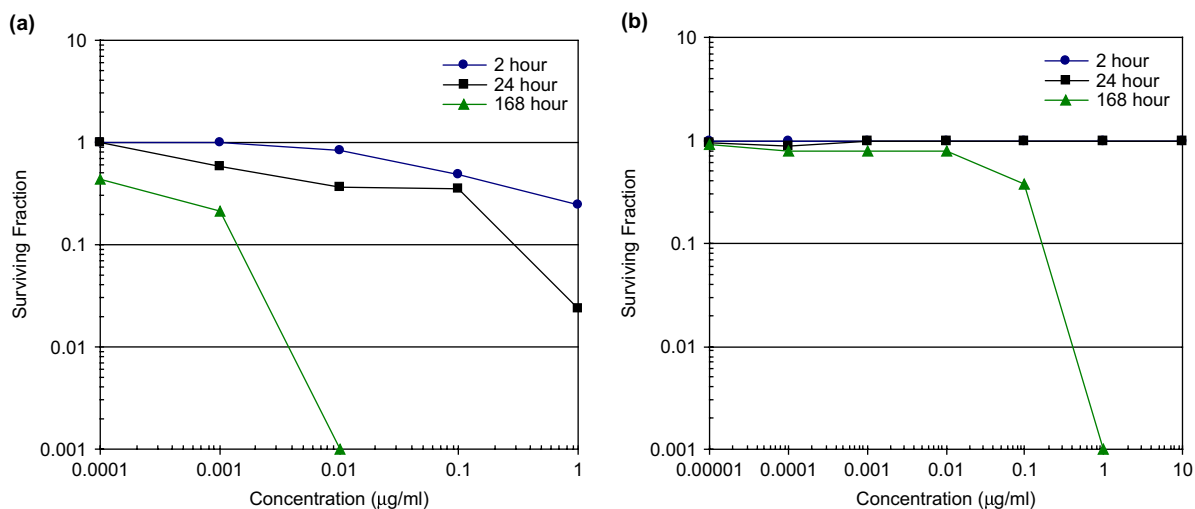 (a)
10
1
0.1
0.01
0.001
Surviving Fraction
2 hour
24 hour
168 hour
0.0001 0.001 0.01 0.1 1
Concentration (μg/ml)
(b)
10
1
0.1
0.01
0.001
Surviving Fraction
2 hour
24 hour
168 hour
0.00001 0.0001 0.001 0.01 0.1 1 10
Concentration (μg/ml)